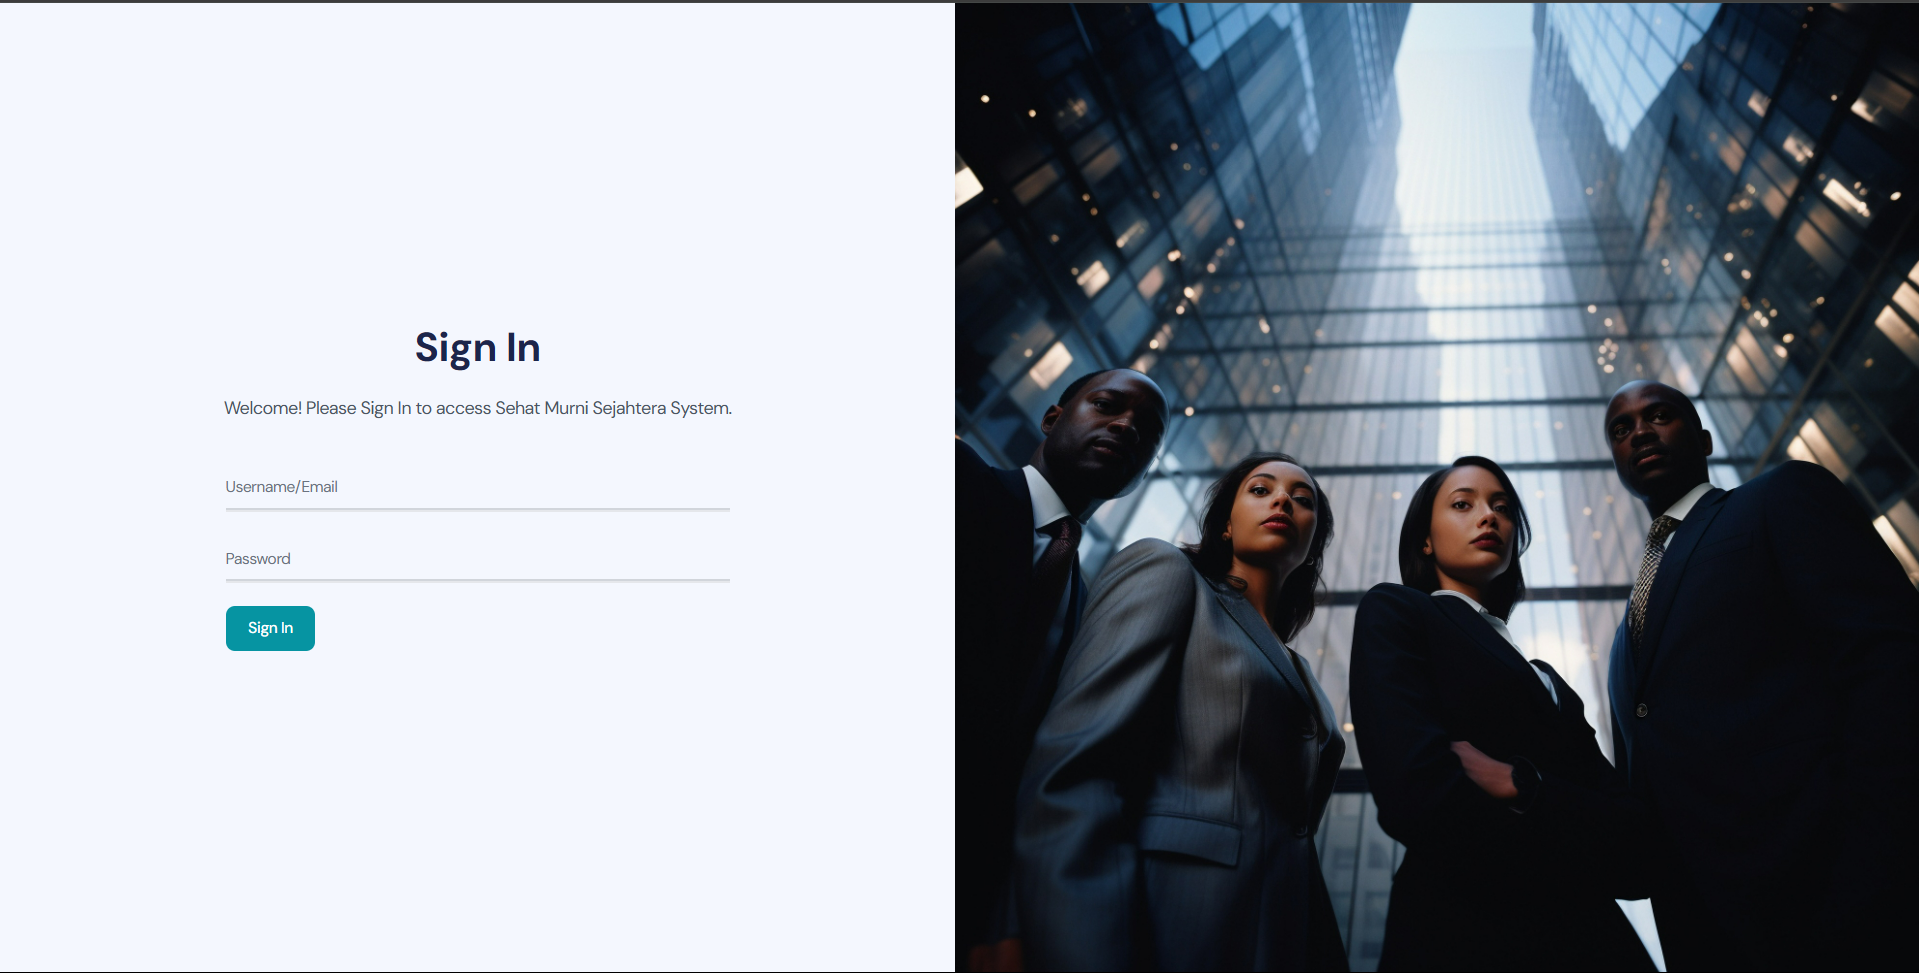 Sign In
Welcome! Please Sign In to access Sehat Murni Sejahtera System.
Username/Email
Password
Sign In